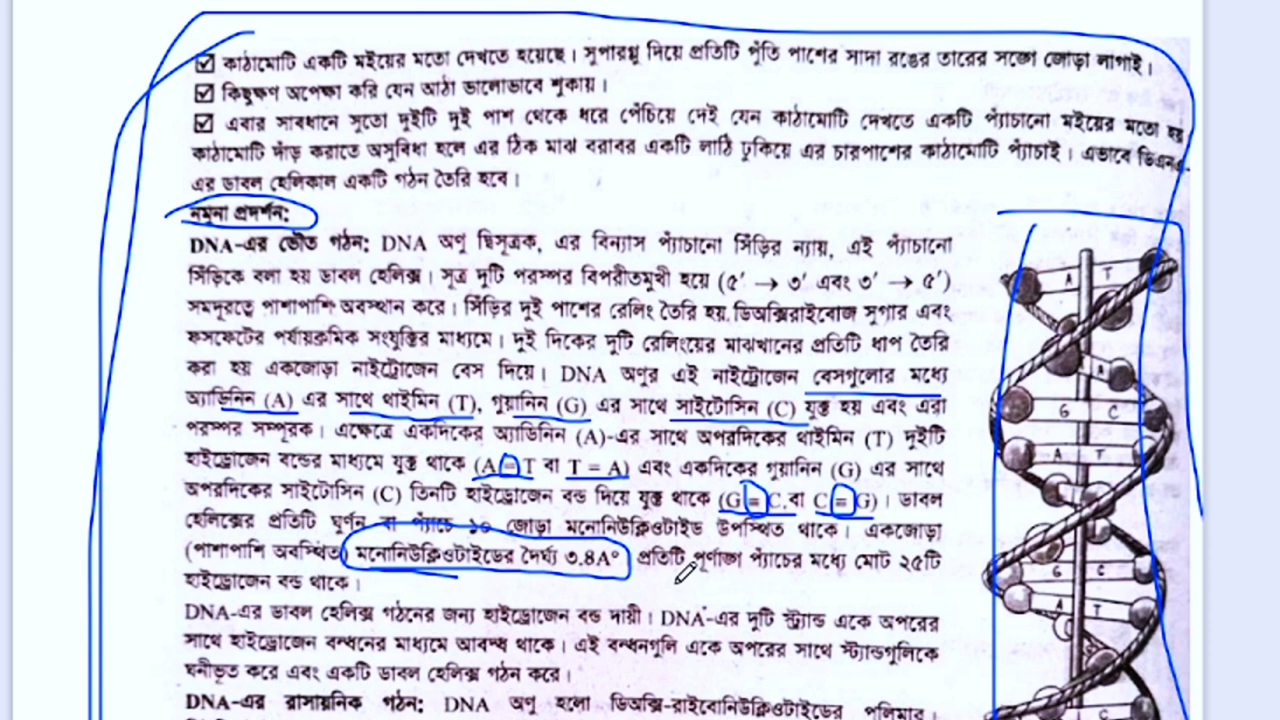 ☑ কাঠামোটি একটি মইয়ের মতো দেখতে হয়েছে। সুপারগ্লু দিয়ে প্রতিটি পুঁতি পাশের সাদা রঙের তারের সঙ্গে জোড়া লাগাই।
☑ কিছুক্ষণ অপেক্ষা করি যেন আঠা ভালোভাবে শুকায়।
☑ এবার সাবধানে সুতো দুইটি দুই পাশ থেকে ধরে পেঁচিয়ে দেই যেন কাঠামোটি দেখতে একটি প্যাচানো মইয়ের মতো হয়
কাঠামোটি দাঁড় করাতে অসুবিধা হলে এর ঠিক মাঝ বরাবর একটি লাঠি ঢুকিয়ে এর চারপাশের কাঠামোটি প্যাঁচাই। এভাবে ডিএনএ-
এর ডাবল হেলিকাল একটি গঠন তৈরি হবে।
নমুনা প্রদর্শন:
DNA-এর ভৌত গঠন: DNA অণু দ্বিসূত্রক, এর বিন্যাস প্যাচানো সিঁড়ির ন্যায়, এই প্যাচানো
সিঁড়িকে বলা হয় ডাবল হেলিক্স। সূত্র দুটি পরস্পর বিপরীতমুখী হয়ে (৫′ → ৩′ এবং ৩′ → ৫′)
সমদূরত্বে পাশাপাশি অবস্থান করে। সিঁড়ির দুই পাশের রেলিং তৈরি হয় ডিঅক্সিরাইবোজ সুগার এবং
ফসফেটের পর্যায়ক্রমিক সংযুক্তির মাধ্যমে। দুই দিকের দুটি রেলিংয়ের মাঝখানের প্রতিটি ধাপ তৈরি
করা হয় একজোড়া নাইট্রোজেন বেস দিয়ে। DNA অণুর এই নাইট্রোজেন বেসগুলোর মধ্যে
অ্যাডিনিন (A) এর সাথে থাইমিন (T), গুয়ানিন (G) এর সাথে সাইটোসিন (C) যুক্ত হয় এবং এরা
পরস্পর সম্পূরক। এক্ষেত্রে একদিকের অ্যাডিনিন (A)-এর সাথে অপরদিকের থাইমিন (T) দুইটি
হাইড্রোজেন বন্ডের মাধ্যমে যুক্ত থাকে (A = T বা T = A) এবং একদিকের গুয়ানিন (G) এর সাথে
অপরদিকের সাইটোসিন (C) তিনটি হাইড্রোজেন বন্ড দিয়ে যুক্ত থাকে (G ≡ C বা C ≡ G)। ডাবল
হেলিক্সের প্রতিটি ঘূর্ণন বা প্যাঁচে ১০ জোড়া মনোনিউক্লিওটাইড উপস্থিত থাকে। একজোড়া
(পাশাপাশি অবস্থিত) মনোনিউক্লিওটাইডের দৈর্ঘ্য ৩.৪A° প্রতিটি পূর্ণাঙ্গ প্যাঁচের মধ্যে মোট ২৫টি
হাইড্রোজেন বন্ড থাকে।
DNA-এর ডাবল হেলিক্স গঠনের জন্য হাইড্রোজেন বন্ড দায়ী। DNA-এর দুটি স্ট্র্যান্ড একে অপরের
সাথে হাইড্রোজেন বন্ধনের মাধ্যমে আবদ্ধ থাকে। এই বন্ধনগুলি একে অপরের সাথে স্ট্যান্ডগুলিকে
ঘনীভূত করে এবং একটি ডাবল হেলিক্স গঠন করে।
DNA-এর রাসায়নিক গঠন: DNA অণু হলো ডিঅক্সি-রাইবোনিউক্লিওটাইডের পলিমার।
A T
A
G C
A T
G C
A T